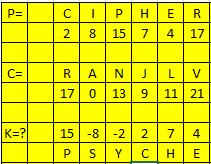 P= C I P H E R
2 8 15 7 4 17
C= R A N J L V
17 0 13 9 11 21
K=? 15 -8 -2 2 7 4
P S Y C H E